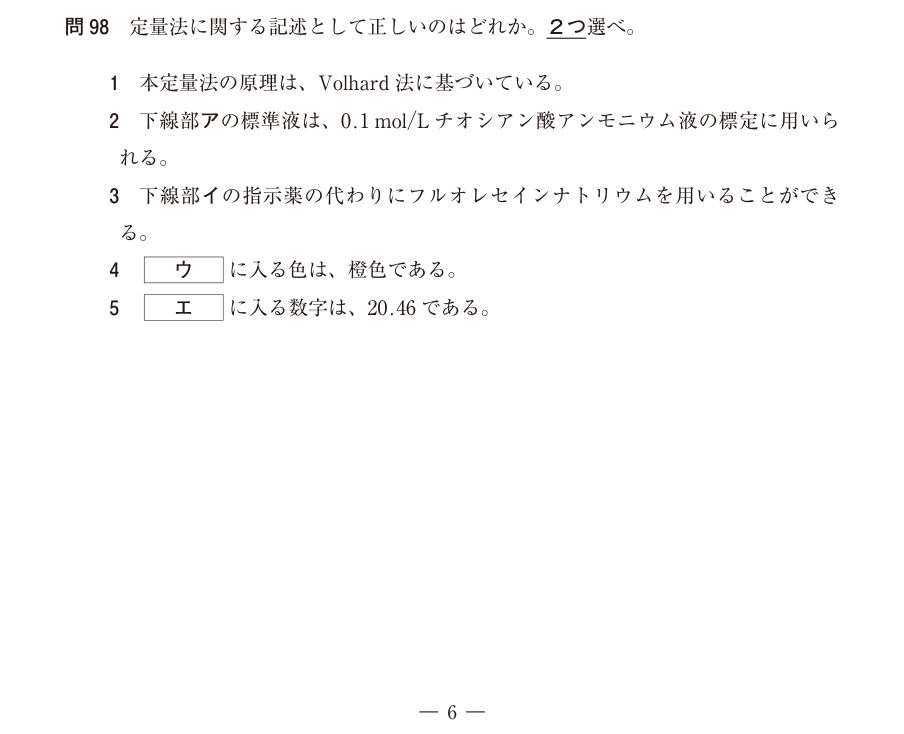 問 98 定量法に関する記述として正しいのはどれか。2つ選べ。
1 本定量法の原理は、Volhard 法に基づいている。
2 下線部アの標準液は、0.1 mol/L チオシアン酸アンモニウム液の標定に用いら
れる。
3 下線部イの指示薬の代わりにフルオレセインナトリウムを用いることができ
る。
4 ウ に入る色は、橙色である。
5 エ に入る数字は、20.46 である。
— 6 —